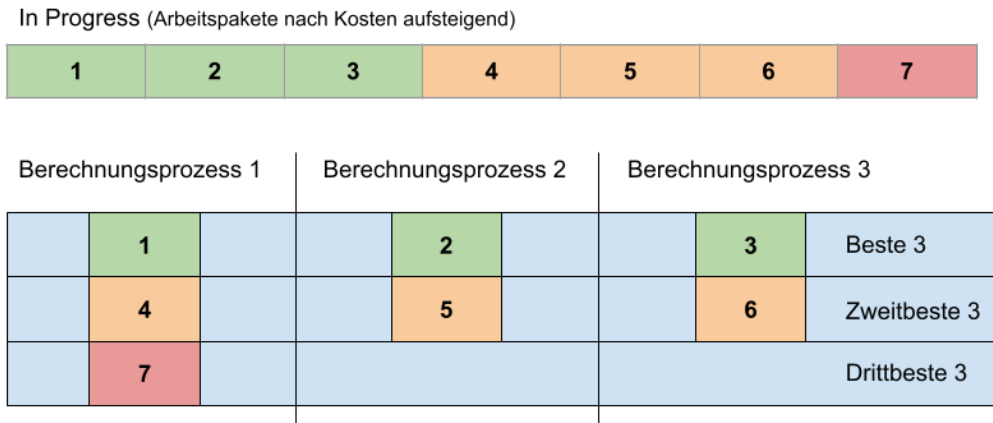 In Progress (Arbeitspakete nach Kosten aufsteigend)
1 2 3 4 5 6 7
Berechnungsprozess 1 Berechnungsprozess 2 Berechnungsprozess 3
1 2 3 Beste 3
4 5 6 Zweitbeste 3
7 Drittbeste 3